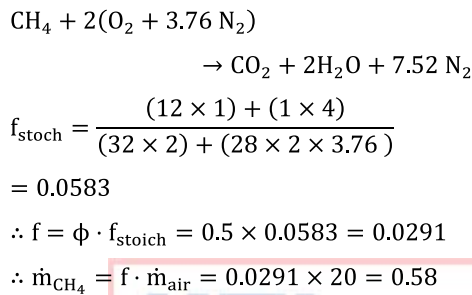 CH₄ + 2(O₂ + 3.76 N₂)
→ CO₂ + 2H₂O + 7.52 N₂
f_stoch = ((12 × 1) + (1 × 4)) / ((32 × 2) + (28 × 2 × 3.76 ))
= 0.0583
∴ f = ϕ · f_stoich = 0.5 × 0.0583 = 0.0291
∴ ṁ_CH₄ = f · ṁ_air = 0.0291 × 20 = 0.58